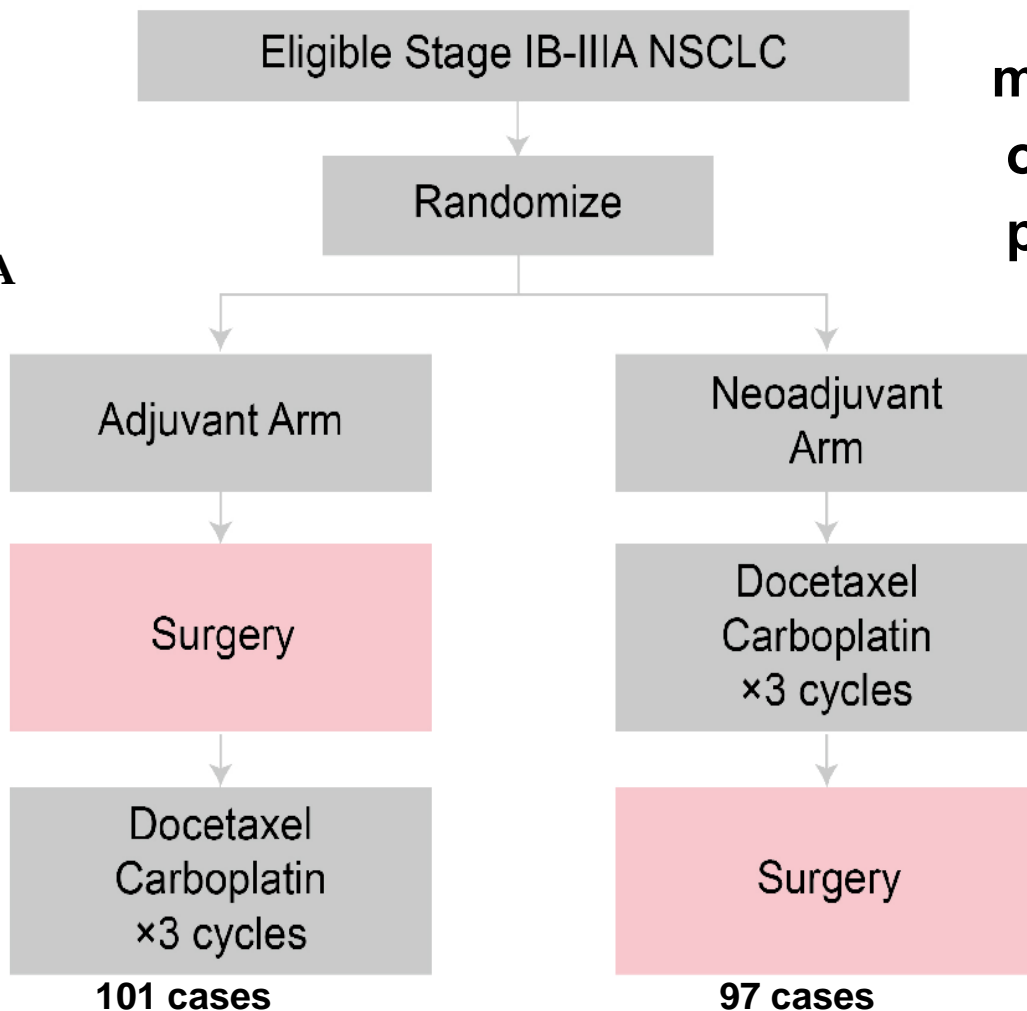 Eligible Stage IB-IIIA NSCLC
Randomize
A
Adjuvant Arm
Neoadjuvant
Arm
Surgery
Docetaxel
Carboplatin
×3 cycles
Docetaxel
Carboplatin
×3 cycles
Surgery
101 cases
97 cases